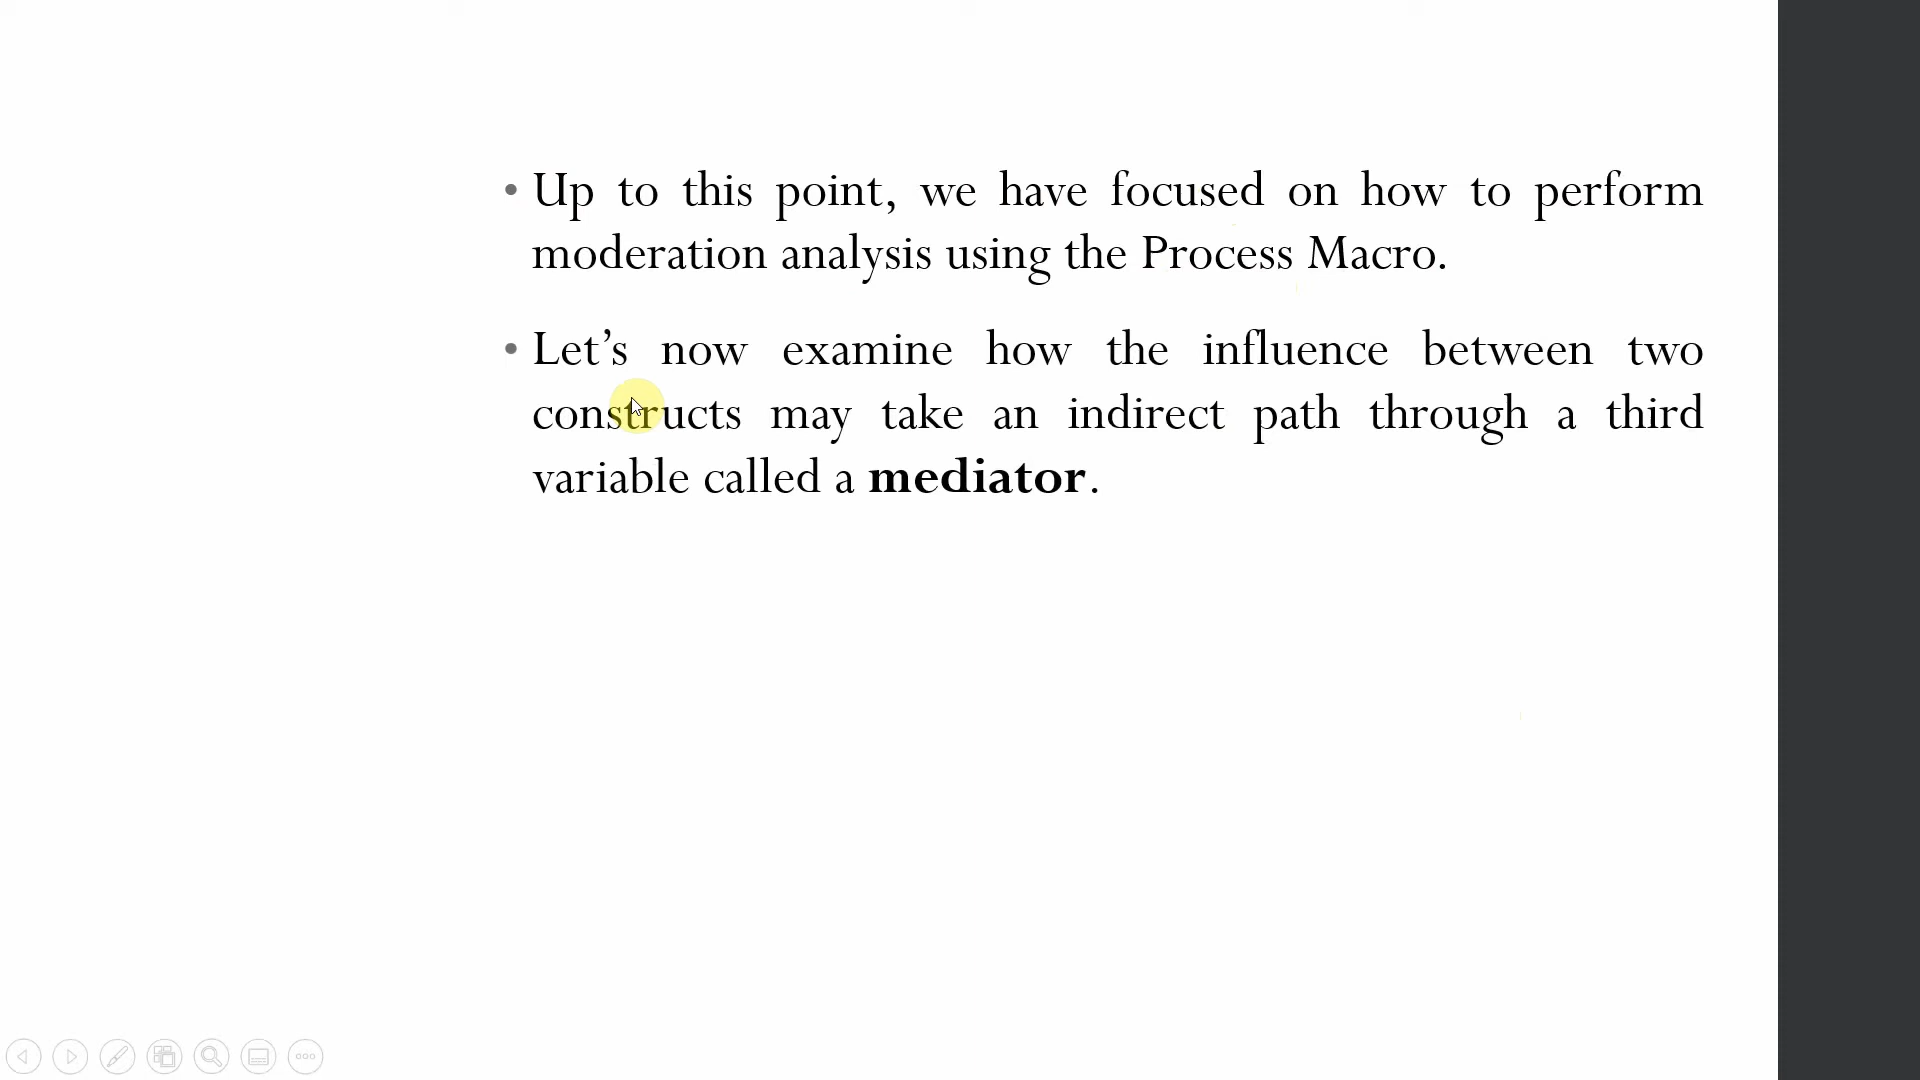 • Up to this point, we have focused on how to perform
moderation analysis using the Process Macro.
• Let’s now examine how the influence between two
constructs may take an indirect path through a third
variable called a mediator.